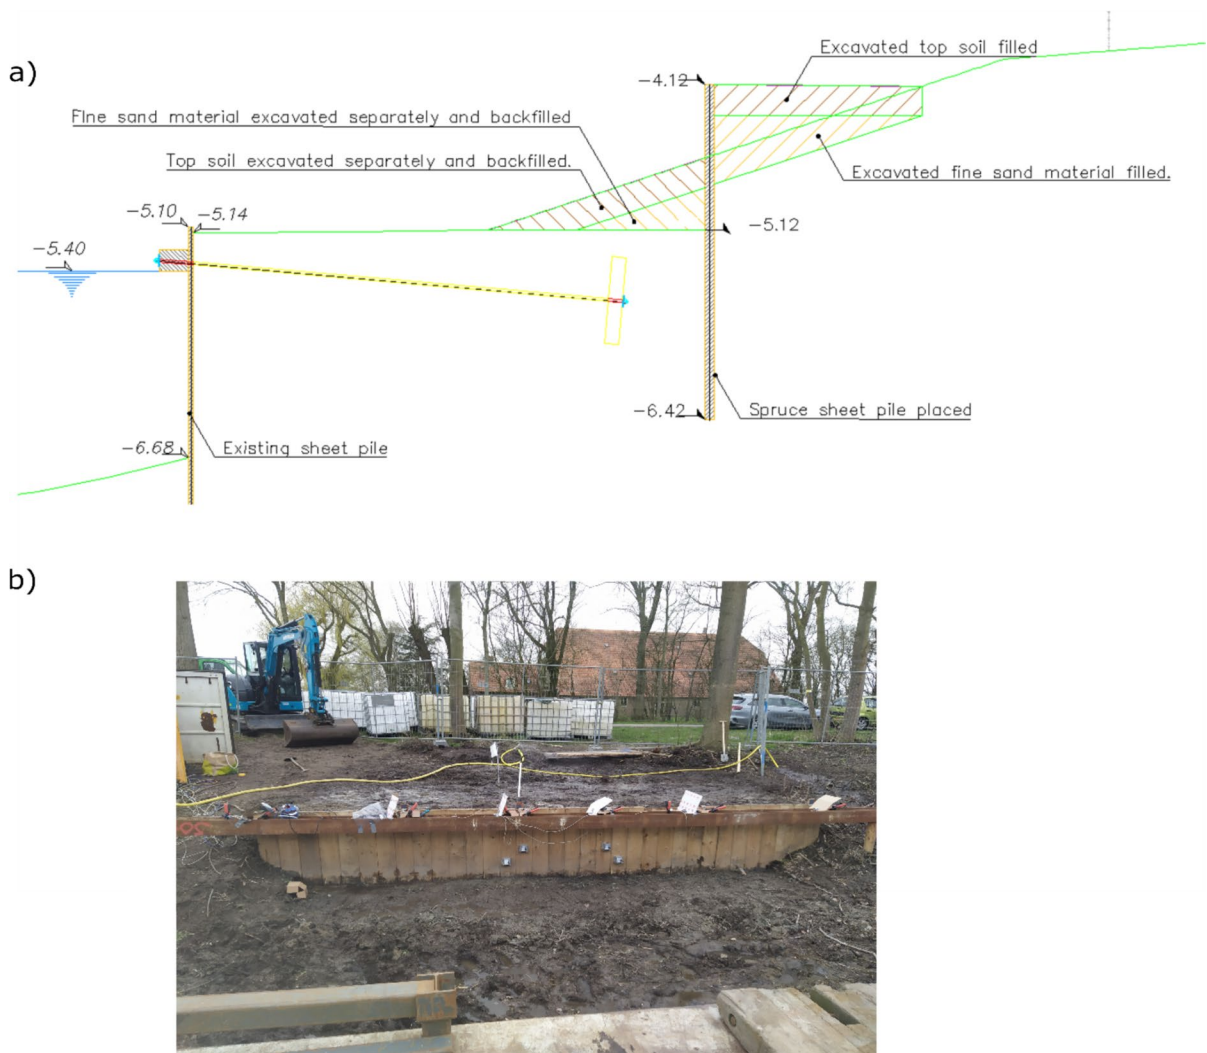 a)
Excavated top soil filled
-4.12
Fine sand material excavated separately and backfilled
Top soil excavated separately and backfilled.
Excavated fine sand material filled.
-5.10
-5.14
-5.12
-5.40
-6.42
Spruce sheet pile placed
-6.68
Existing sheet pile
b)